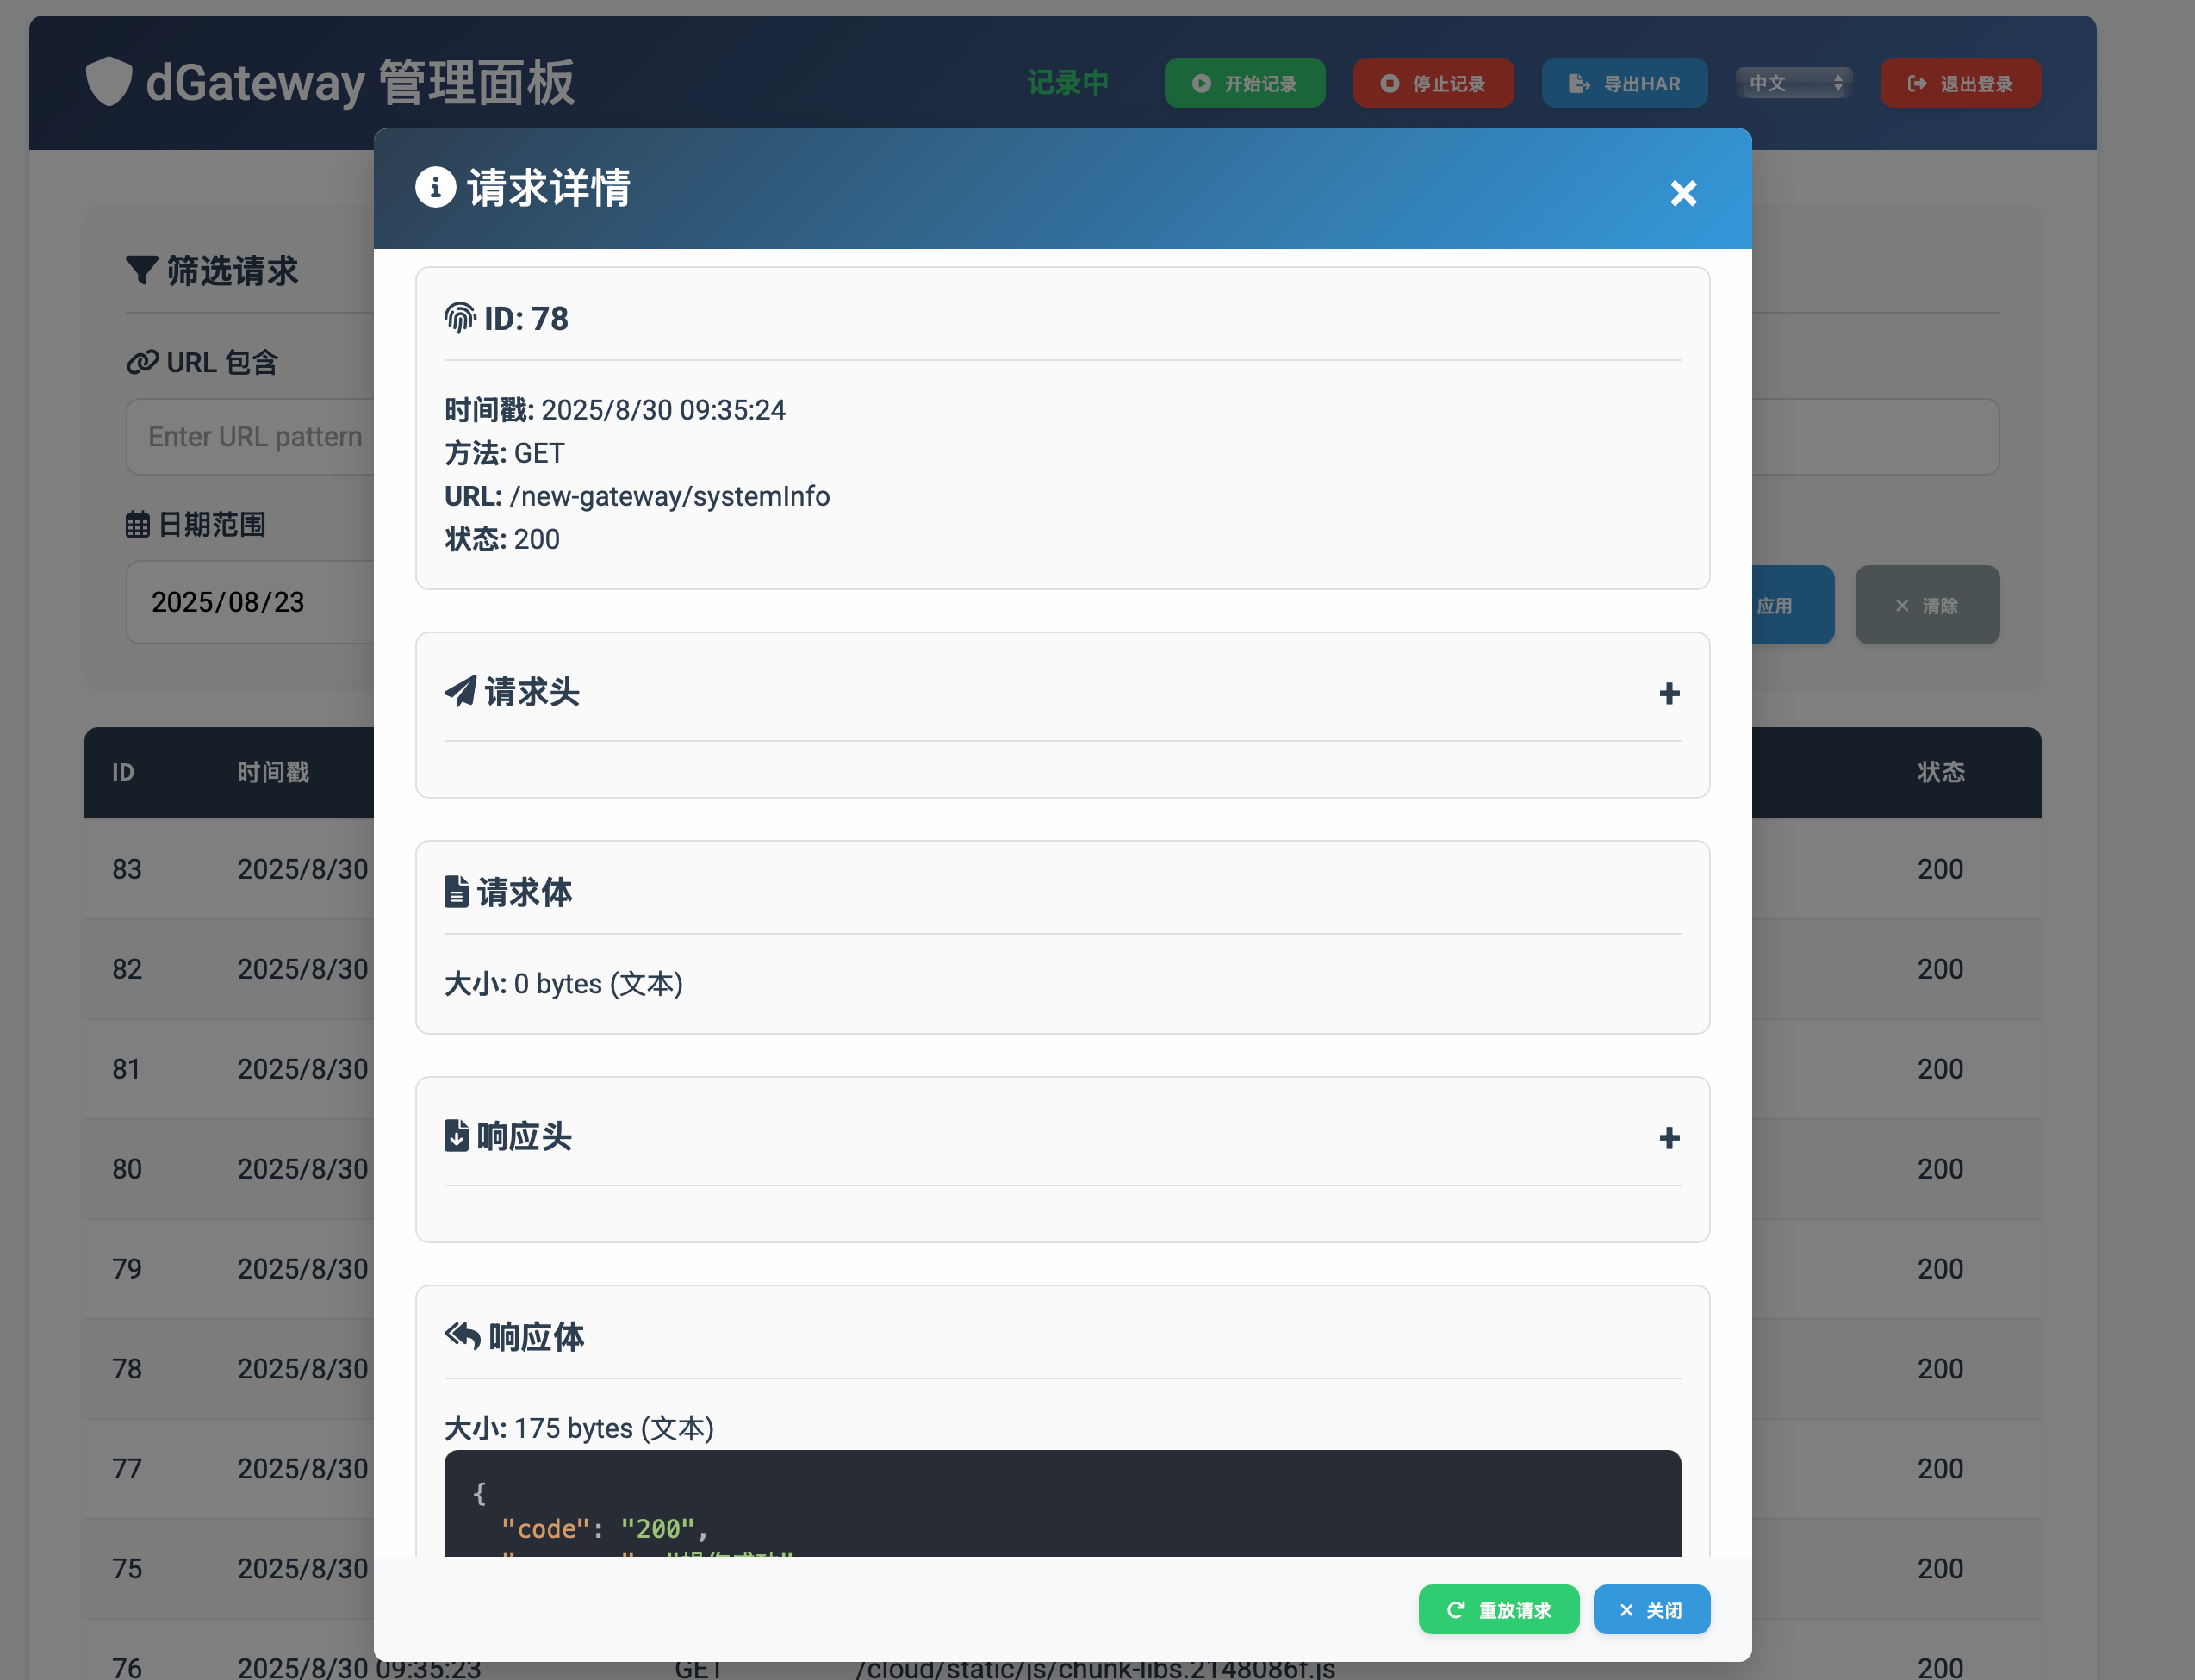 dGateway 管理面板
记录中
开始记录
停止记录
导出HAR
中文
退出登录
请求详情
筛选请求
URL 包含
Enter URL pattern
日期范围
2025/08/23
应用
清除
ID: 78
时间戳: 2025/8/30 09:35:24
方法: GET
URL: /new-gateway/systemInfo
状态: 200
请求头
请求体
大小: 0 bytes (文本)
响应头
响应体
大小: 175 bytes (文本)
{
"code": "200",
重放请求
关闭
ID 时间戳 状态
83 2025/8/30 200
82 2025/8/30 200
81 2025/8/30 200
80 2025/8/30 200
79 2025/8/30 200
78 2025/8/30 200
77 2025/8/30 200
75 2025/8/30 200
76 2025/8/30 09:35:23 GET /cloud/static/js/chunk-libs.2148086f.js 200